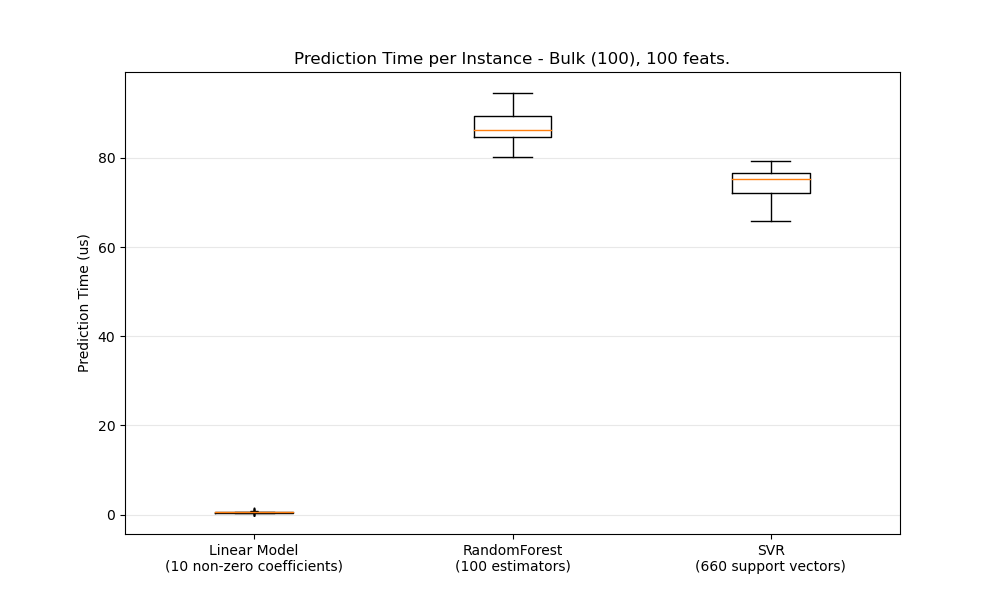 Prediction Time per Instance - Bulk (100), 100 feats.
Prediction Time (us)
80
60
40
20
0
Linear Model
(10 non-zero coefficients)
RandomForest
(100 estimators)
SVR
(660 support vectors)